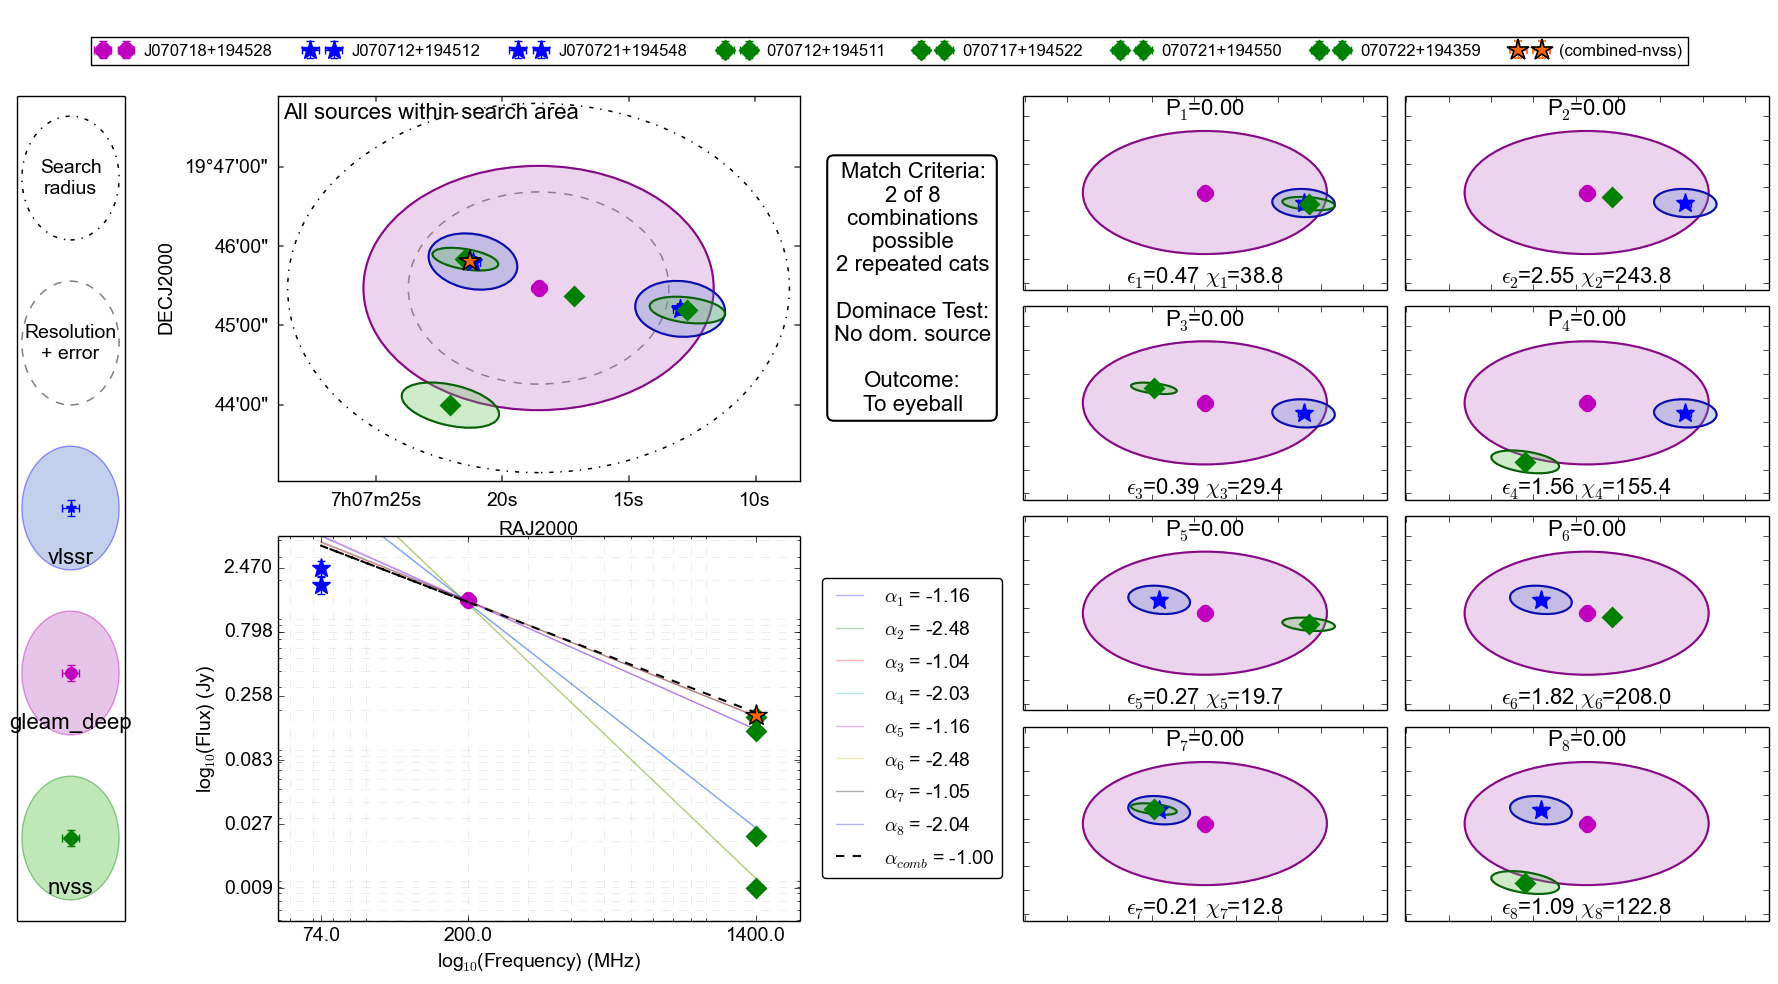 J070718+194528 J070712+194512 J070721+194548 070712+194511 070717+194522 070721+194550 070722+194359 (combined-nvss)
Search
radius
Resolution
+ error
vlssr
gleam_deep
nvss
All sources within search area
DECJ2000
19°47'00"
46'00"
45'00"
44'00"
7h07m25s 20s 15s 10s
RAJ2000
Match Criteria:
2 of 8
combinations
possible
2 repeated cats
Dominace Test:
No dom. source
Outcome:
To eyeball
log10(Flux) (Jy)
2.470
0.798
0.258
0.083
0.027
0.009
74.0 200.0 1400.0
log10(Frequency) (MHz)
α1 = -1.16
α2 = -2.48
α3 = -1.04
α4 = -2.03
α5 = -1.16
α6 = -2.48
α7 = -1.05
α8 = -2.04
αcomb = -1.00
P1=0.00
ϵ1=0.47 χ1=38.8
P2=0.00
ϵ2=2.55 χ2=243.8
P3=0.00
ϵ3=0.39 χ3=29.4
P4=0.00
ϵ4=1.56 χ4=155.4
P5=0.00
ϵ5=0.27 χ5=19.7
P6=0.00
ϵ6=1.82 χ6=208.0
P7=0.00
ϵ7=0.21 χ7=12.8
P8=0.00
ϵ8=1.09 χ8=122.8